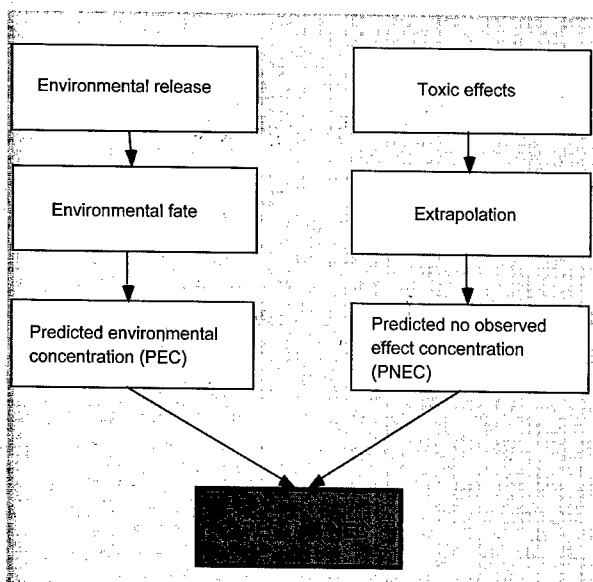 Environmental release
Toxic effects
Environmental fate
Extrapolation
Predicted environmental
concentration (PEC)
Predicted no observed
effect concentration
(PNEC)